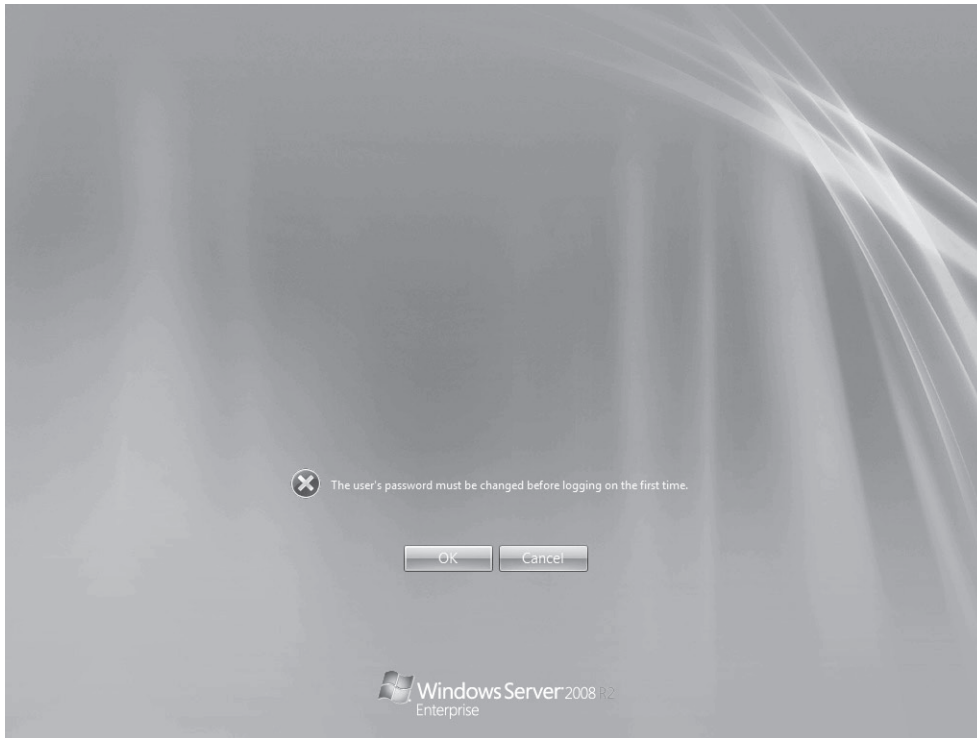 The user's password must be changed before logging on the first time.
OK Cancel
Windows Server 2008 R2
Enterprise